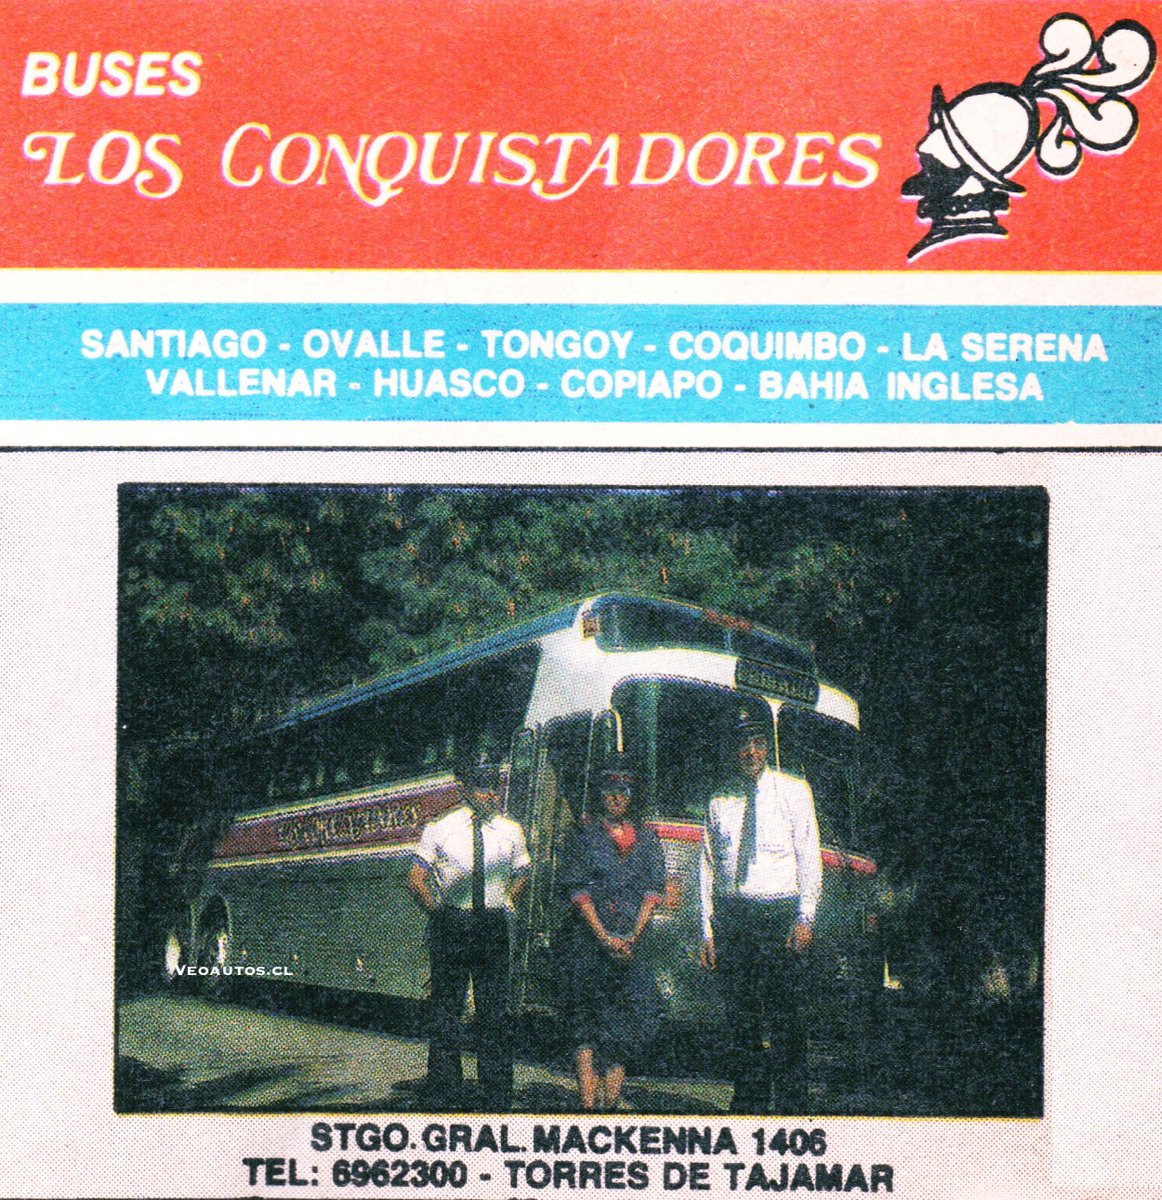 BUSES
LOS CONQUISTADORES
SANTIAGO - OVALLE - TONGOY - COQUIMBO - LA SERENA
VALLENAR - HUASCO - COPIAPO - BAHIA INGLESA
VEOAUTOS.CL
STGO. GRAL. MACKENNA 1406
TEL: 6962300 - TORRES DE TAJAMAR